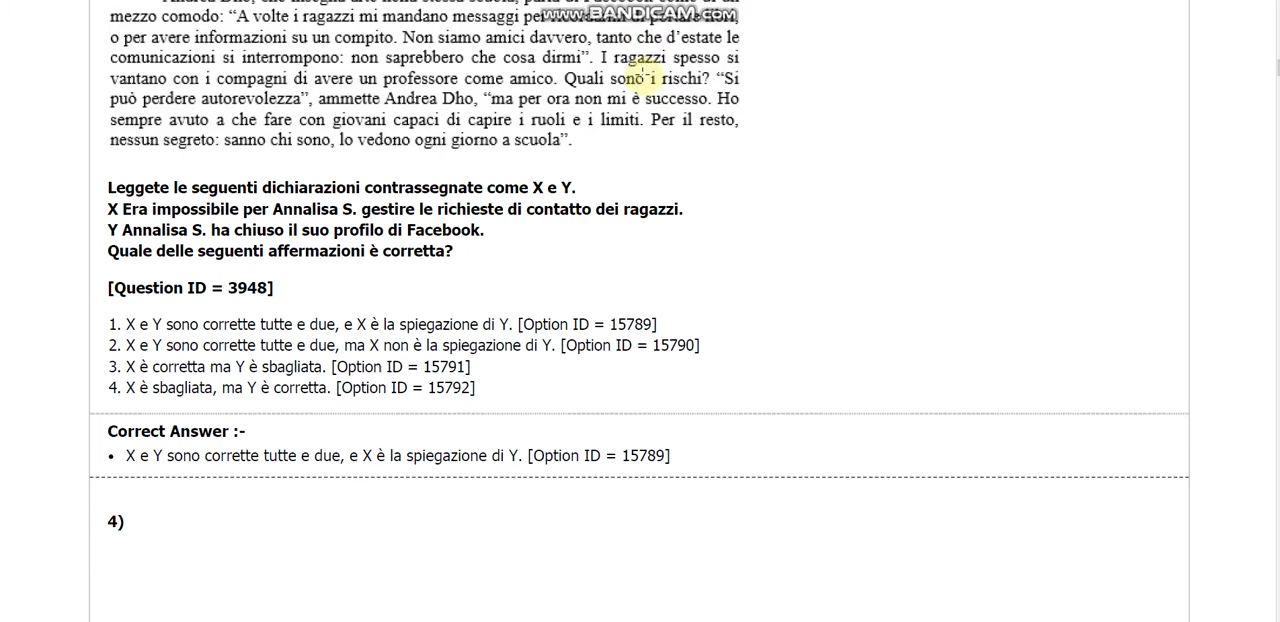 mezzo comodo: “A volte i ragazzi mi mandano messaggi per
www.BANDICAM.com
o per avere informazioni su un compito. Non siamo amici davvero, tanto che d’estate le
comunicazioni si interrompono: non saprebbero che cosa dirmi”. I ragazzi spesso si
vantano con i compagni di avere un professore come amico. Quali sono i rischi? “Si
può perdere autorevolezza”, ammette Andrea Dho, “ma per ora non mi è successo. Ho
sempre avuto a che fare con giovani capaci di capire i ruoli e i limiti. Per il resto,
nessun segreto: sanno chi sono, lo vedono ogni giorno a scuola”.
Leggete le seguenti dichiarazioni contrassegnate come X e Y.
X Era impossibile per Annalisa S. gestire le richieste di contatto dei ragazzi.
Y Annalisa S. ha chiuso il suo profilo di Facebook.
Quale delle seguenti affermazioni è corretta?
[Question ID = 3948]
1. X e Y sono corrette tutte e due, e X è la spiegazione di Y. [Option ID = 15789]
2. X e Y sono corrette tutte e due, ma X non è la spiegazione di Y. [Option ID = 15790]
3. X è corretta ma Y è sbagliata. [Option ID = 15791]
4. X è sbagliata, ma Y è corretta. [Option ID = 15792]
Correct Answer :-
• X e Y sono corrette tutte e due, e X è la spiegazione di Y. [Option ID = 15789]
4)